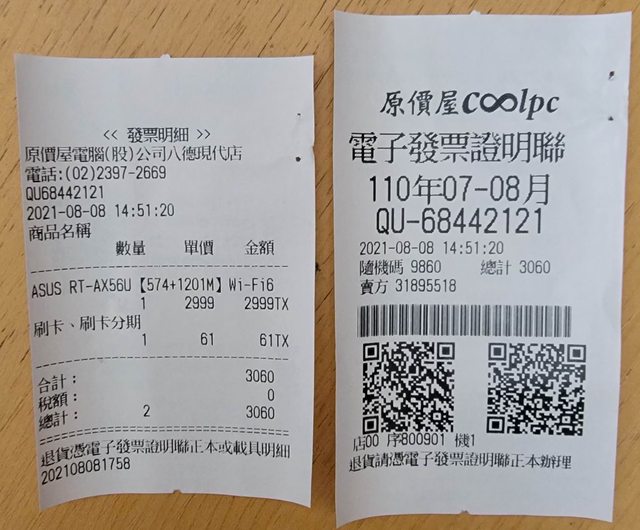 << 發票明細 >>
原價屋電腦(股)公司八德現代店
電話:(02)2397-2669
QU68442121
2021-08-08 14:51:20
商品名稱
數量 單價 金額
ASUS RT-AX56U【574+1201M】Wi-Fi6
1 2999 2999TX
刷卡、刷卡分期
1 61 61TX
合計: 3060
稅額: 0
總計: 2 3060
退貨憑電子發票證明聯正本或載具明細
202108081758
原價屋coolpc
電子發票證明聯
110年07-08月
QU-68442121
2021-08-08 14:51:20
隨機碼 9860 總計 3060
賣方 31895518
店00 序800901 機1
退貨請憑電子發票證明聯正本辦理